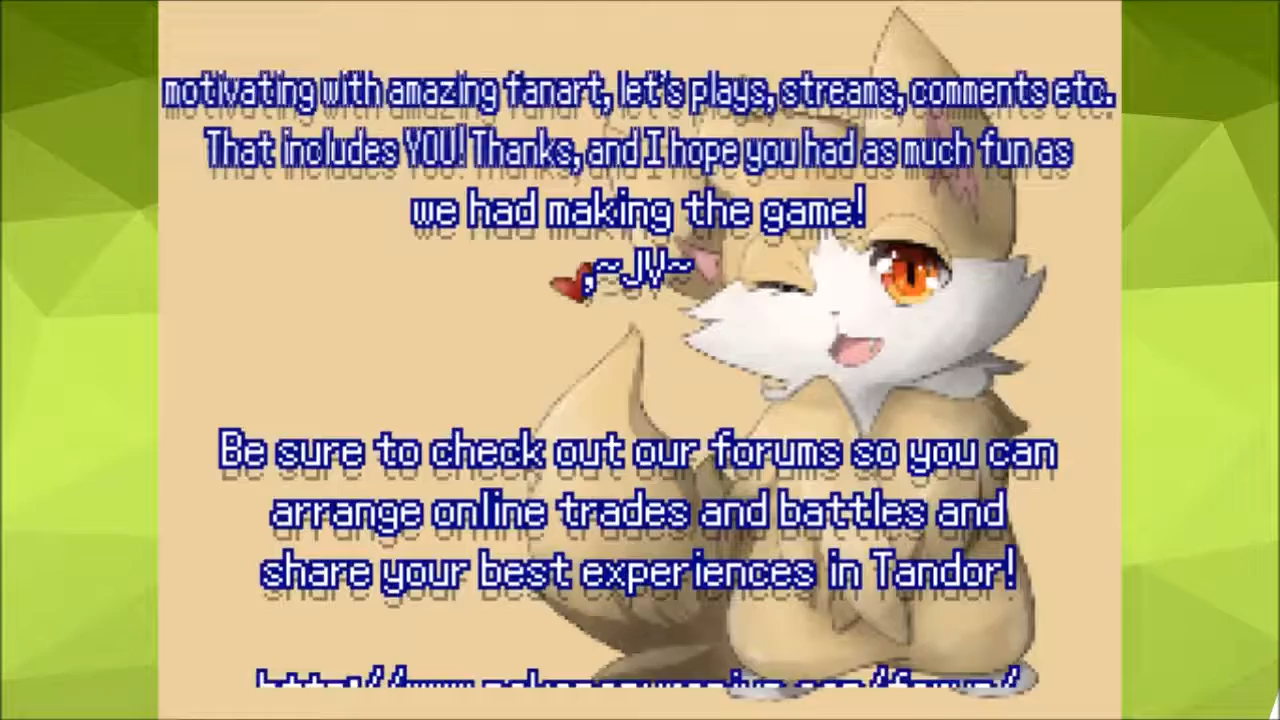 motivating with amazing fanart, let's plays, streams, comments etc.
That includes YOU! Thanks, and I hope you had as much fun as
we had making the game!
,~JV~
Be sure to check out our forums so you can
arrange online trades and battles and
share your best experiences in Tandor!